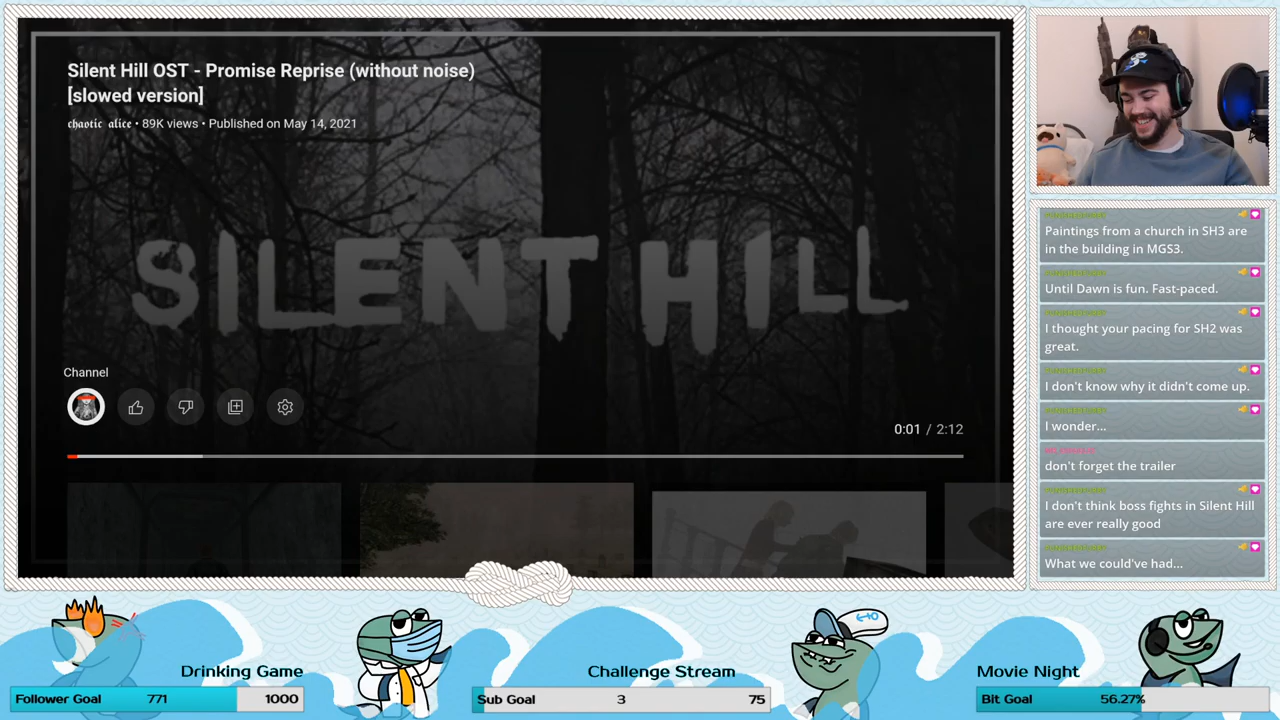 Silent Hill OST - Promise Reprise (without noise)
[slowed version]
chaotic alice • 89K views • Published on May 14, 2021
SILENT HILL
Channel
0:01 / 2:12
Paintings from a church in SH3 are
in the building in MGS3.
Until Dawn is fun. Fast-paced.
I thought your pacing for SH2 was
great.
I don't know why it didn't come up.
I wonder...
don't forget the trailer
I don't think boss fights in Silent Hill
are ever really good
What we could've had...
Drinking Game
Follower Goal 771 1000
Challenge Stream
Sub Goal 3 75
Movie Night
Bit Goal 56.27%